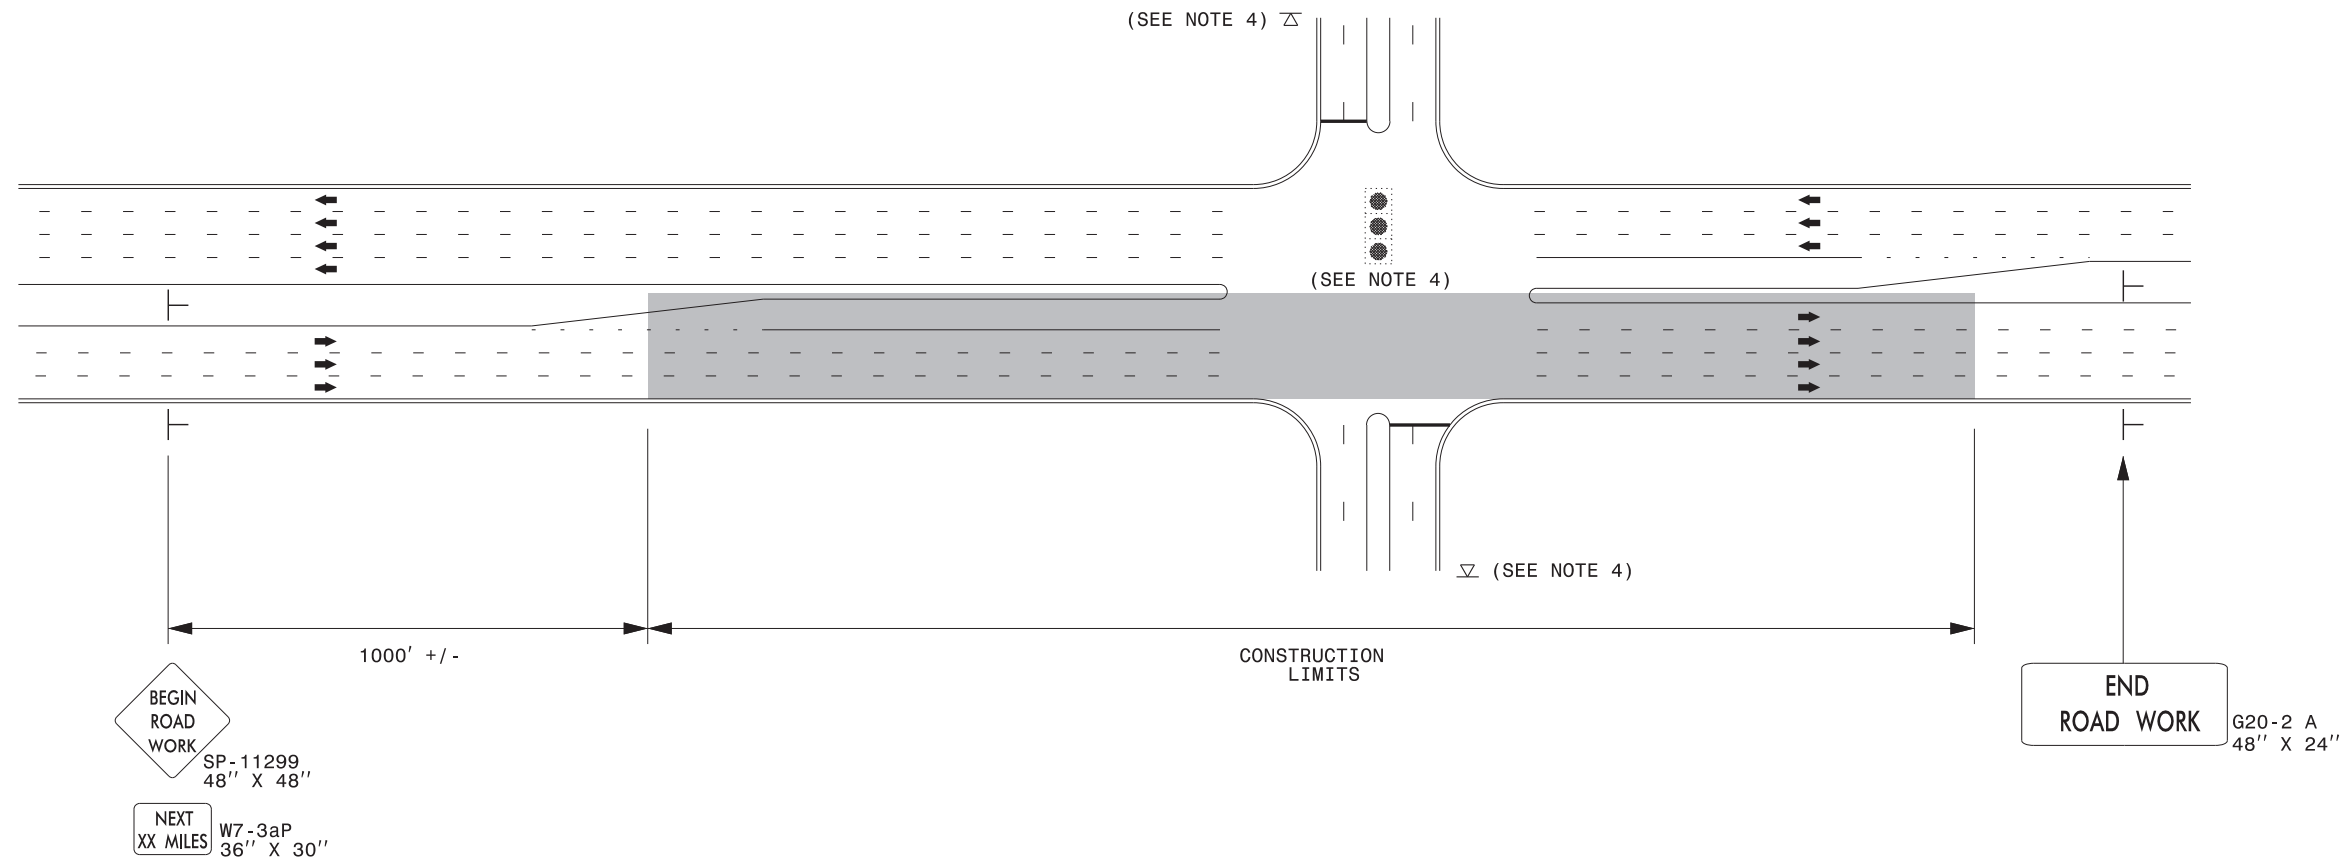 (SEE NOTE 4)
(SEE NOTE 4)
(SEE NOTE 4)
1000' +/-
CONSTRUCTION
LIMITS
BEGIN
ROAD
WORK
SP-11299
48'' X 48''
NEXT
XX MILES
W7-3aP
36'' X 30''
END
ROAD WORK
G20-2 A
48'' X 24''